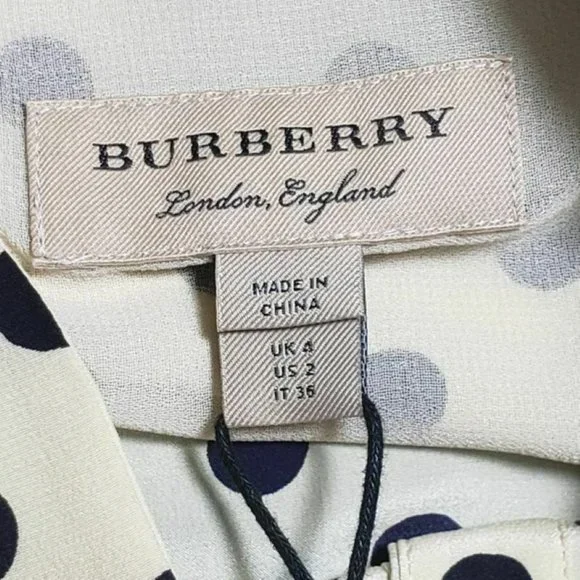 BURBERRY
London, England
MADE IN
CHINA
UK 4
US 2
IT 36